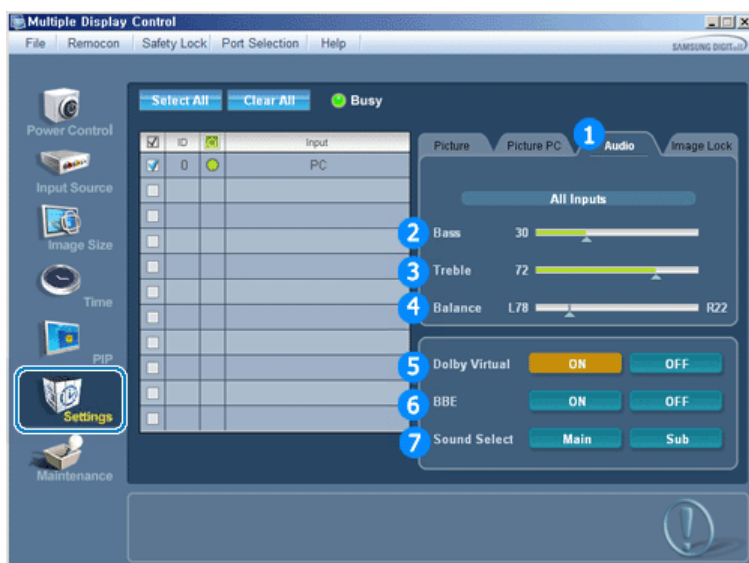 Multiple Display Control
File Remocon Safety Lock Port Selection Help
SAMSUNG DIGITall
Select All Clear All Busy
Power Control
Input Source
Image Size
Time
PIP
Settings
Maintenance
ID Input
0 PC
Picture Picture PC 1 Audio Image Lock
All Inputs
2 Bass 30
3 Treble 72
4 Balance L78 R22
5 Dolby Virtual ON OFF
6 BBE ON OFF
7 Sound Select Main Sub